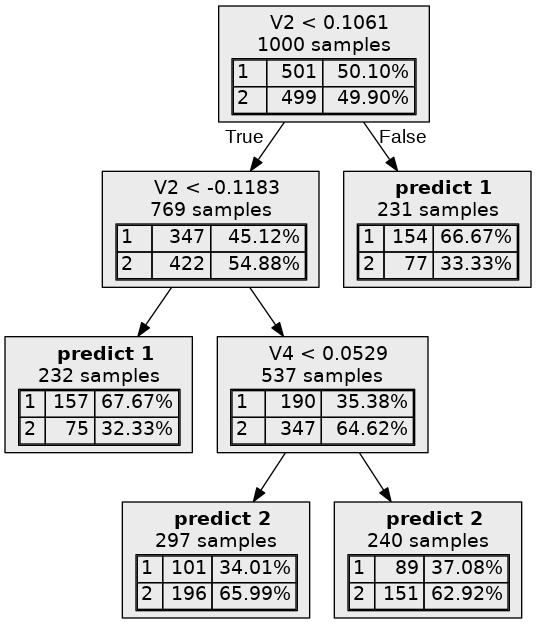 V2 < 0.1061
1000 samples
1 501 50.10%
2 499 49.90%
True
False
V2 < -0.1183
769 samples
1 347 45.12%
2 422 54.88%
predict 1
231 samples
1 154 66.67%
2 77 33.33%
predict 1
232 samples
1 157 67.67%
2 75 32.33%
V4 < 0.0529
537 samples
1 190 35.38%
2 347 64.62%
predict 2
297 samples
1 101 34.01%
2 196 65.99%
predict 2
240 samples
1 89 37.08%
2 151 62.92%